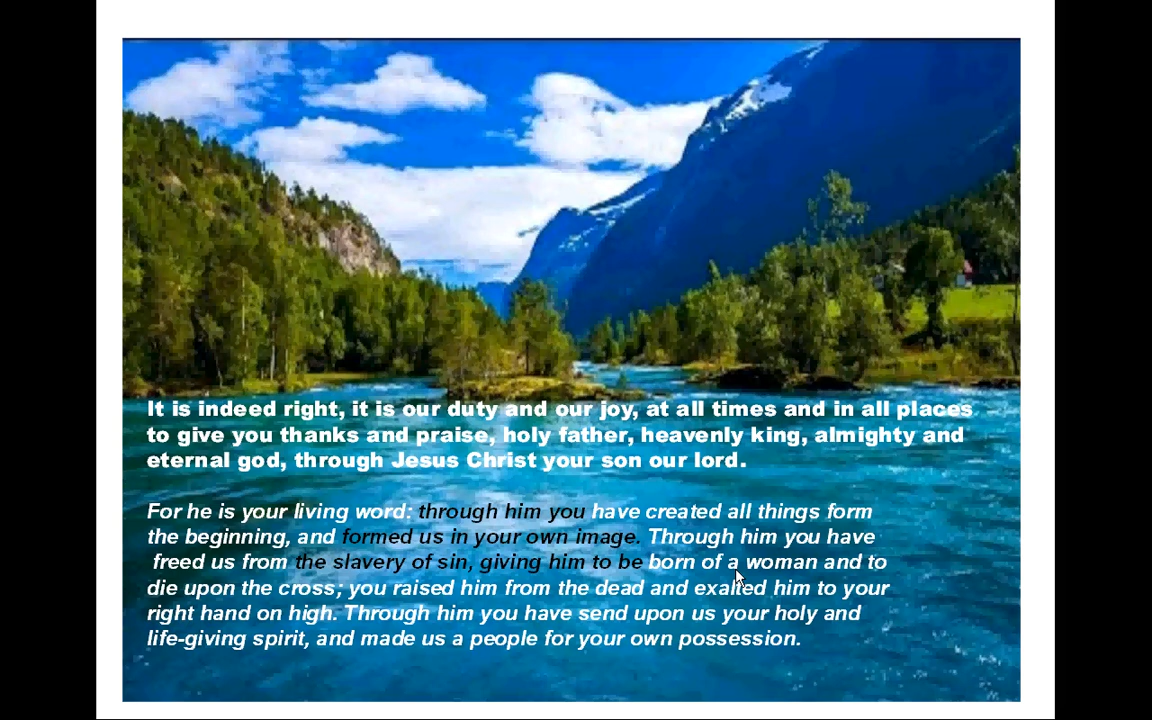 It is indeed right, it is our duty and our joy, at all times and in all places
to give you thanks and praise, holy father, heavenly king, almighty and
eternal god, through Jesus Christ your son our lord.
For he is your living word: through him you have created all things form
the beginning, and formed us in your own image. Through him you have
freed us from the slavery of sin, giving him to be born of a woman and to
die upon the cross; you raised him from the dead and exalted him to your
right hand on high. Through him you have send upon us your holy and
life-giving spirit, and made us a people for your own possession.